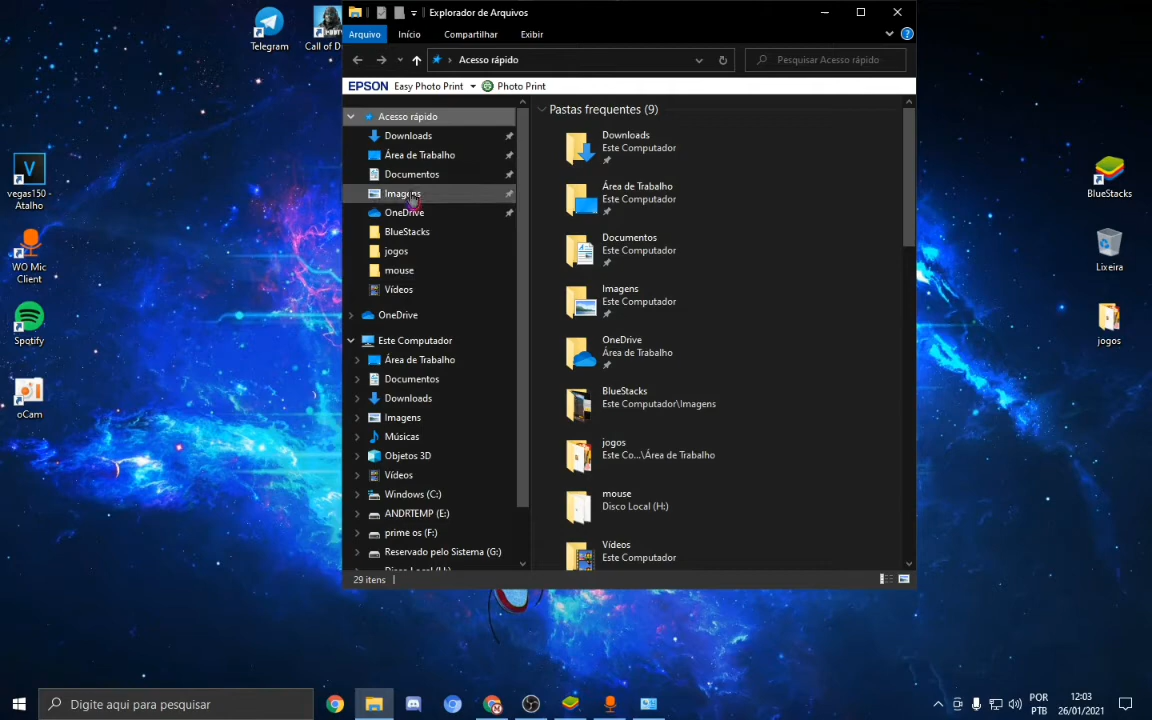 Telegram
Call of D
Explorador de Arquivos
Arquivo Início Compartilhar Exibir
Acesso rápido
Pesquisar Acesso rápido
EPSON Easy Photo Print Photo Print
Acesso rápido
Downloads
Área de Trabalho
Documentos
Imagens
OneDrive
BlueStacks
jogos
mouse
Vídeos
OneDrive
Este Computador
Área de Trabalho
Documentos
Downloads
Imagens
Músicas
Objetos 3D
Vídeos
Windows (C:)
ANDRTEMP (E:)
prime os (F:)
Reservado pelo Sistema (G:)
Disco Local (H:)
Pastas frequentes (9)
Downloads
Este Computador
Área de Trabalho
Este Computador
Documentos
Este Computador
Imagens
Este Computador
OneDrive
Área de Trabalho
BlueStacks
Este Computador\Imagens
jogos
Este Co...\Área de Trabalho
mouse
Disco Local (H:)
Vídeos
Este Computador
29 itens
V
vegas150 -
Atalho
WO Mic
Client
Spotify
oCam
BlueStacks
Lixeira
jogos
Digite aqui para pesquisar
POR
PTB
12:03
26/01/2021